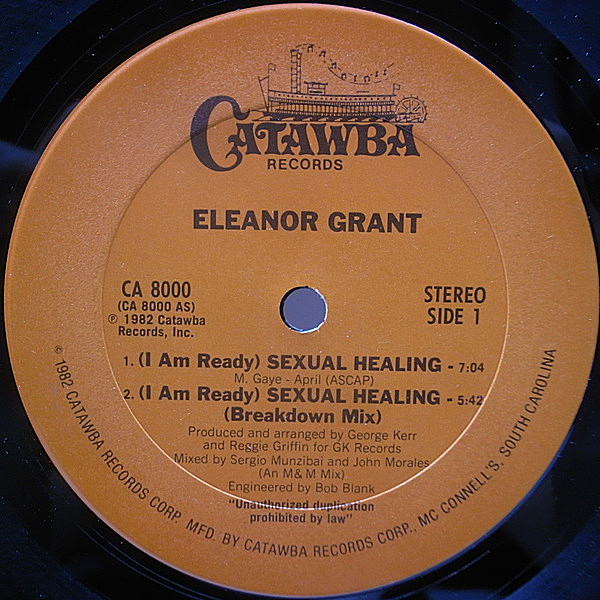 CATAWBA
RECORDS
ELEANOR GRANT
CA 8000
(CA 8000 AS)
℗ 1982 Catawba
Records, Inc.
STEREO
SIDE 1
1. (I Am Ready) SEXUAL HEALING - 7:04
M. Gaye - April (ASCAP)
2. (I Am Ready) SEXUAL HEALING - 5:42
(Breakdown Mix)
Produced and arranged by George Kerr
and Reggie Griffin for GK Records
Mixed by Sergio Munzibai and John Morales
(An M&M Mix)
Engineered by Bob Blank
"Unauthorized duplication
prohibited by law"
© 1982 CATAWBA RECORDS CORP. MFD. BY CATAWBA RECORDS CORP., MC CONNELL'S, SOUTH CAROLINA